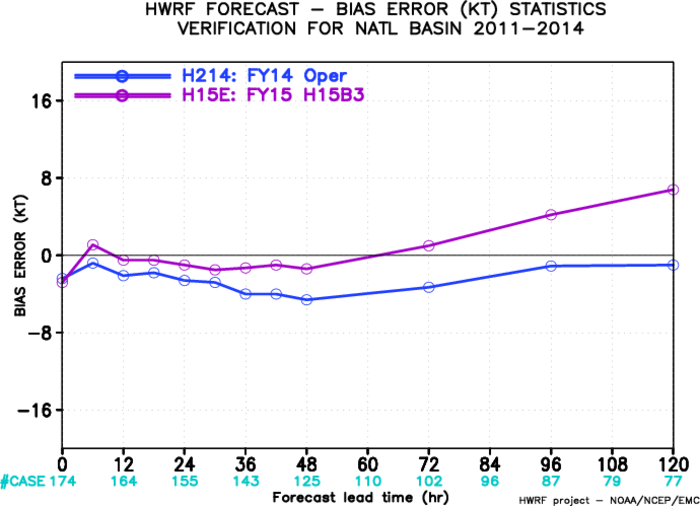 HWRF FORECAST – BIAS ERROR (KT) STATISTICS
VERIFICATION FOR NATL BASIN 2011–2014
H214: FY14 Oper
H15E: FY15 H15B3
BIAS ERROR (KT)
16
8
0
–8
–16
0 12 24 36 48 60 72 84 96 108 120
#CASE 174 164 155 143 125 110 102 96 87 79 77
Forecast lead time (hr)
HWRF project – NOAA/NCEP/EMC